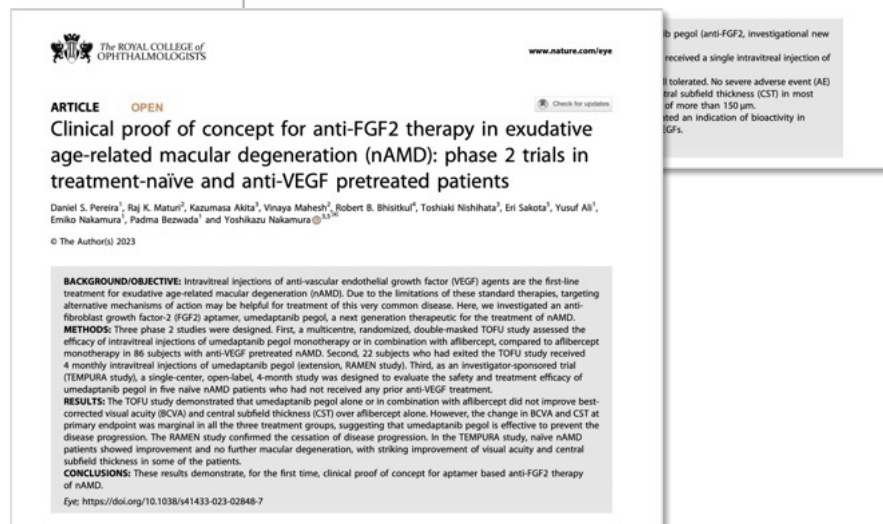 The ROYAL COLLEGE of
OPHTHALMOLOGISTS
www.nature.com/eye
ARTICLE OPEN
Check for updates
Clinical proof of concept for anti-FGF2 therapy in exudative
age-related macular degeneration (nAMD): phase 2 trials in
treatment-naïve and anti-VEGF pretreated patients
Daniel S. Pereira1, Raj K. Maturi2, Kazumasa Akita3, Vinaya Mahesh2, Robert B. Bhisitkul4, Toshiaki Nishihata3, Eri Sakota5, Yusuf Ali1,
Emiko Nakamura1, Padma Bezwada1 and Yoshikazu Nakamura 3,5✉
© The Author(s) 2023
BACKGROUND/OBJECTIVE: Intravitreal injections of anti-vascular endothelial growth factor (VEGF) agents are the first-line
treatment for exudative age-related macular degeneration (nAMD). Due to the limitations of these standard therapies, targeting
alternative mechanisms of action may be helpful for treatment of this very common disease. Here, we investigated an anti-
fibroblast growth factor-2 (FGF2) aptamer, umedaptanib pegol, a next generation therapeutic for the treatment of nAMD.
METHODS: Three phase 2 studies were designed. First, a multicentre, randomized, double-masked TOFU study assessed the
efficacy of intravitreal injections of umedaptanib pegol monotherapy or in combination with aflibercept, compared to aflibercept
monotherapy in 86 subjects with anti-VEGF pretreated nAMD. Second, 22 subjects who had exited the TOFU study received
4 monthly intravitreal injections of umedaptanib pegol (extension, RAMEN study). Third, as an investigator-sponsored trial
(TEMPURA study), a single-center, open-label, 4-month study was designed to evaluate the safety and treatment efficacy of
umedaptanib pegol in five naïve nAMD patients who had not received any prior anti-VEGF treatment.
RESULTS: The TOFU study demonstrated that umedaptanib pegol alone or in combination with aflibercept did not improve best-
corrected visual acuity (BCVA) and central subfield thickness (CST) over aflibercept alone. However, the change in BCVA and CST at
primary endpoint was marginal in all the three treatment groups, suggesting that umedaptanib pegol is effective to prevent the
disease progression. The RAMEN study confirmed the cessation of disease progression. In the TEMPURA study, naïve nAMD
patients showed improvement and no further macular degeneration, with striking improvement of visual acuity and central
subfield thickness in some of the patients.
CONCLUSIONS: These results demonstrate, for the first time, clinical proof of concept for aptamer based anti-FGF2 therapy
of nAMD.
Eye; https://doi.org/10.1038/s41433-023-02848-7
pegol (anti-FGF2, investigational new
received a single intravitreal injection of
tolerated. No severe adverse event (AE)
subfield thickness (CST) in most
of more than 150 µm.
an indication of bioactivity in